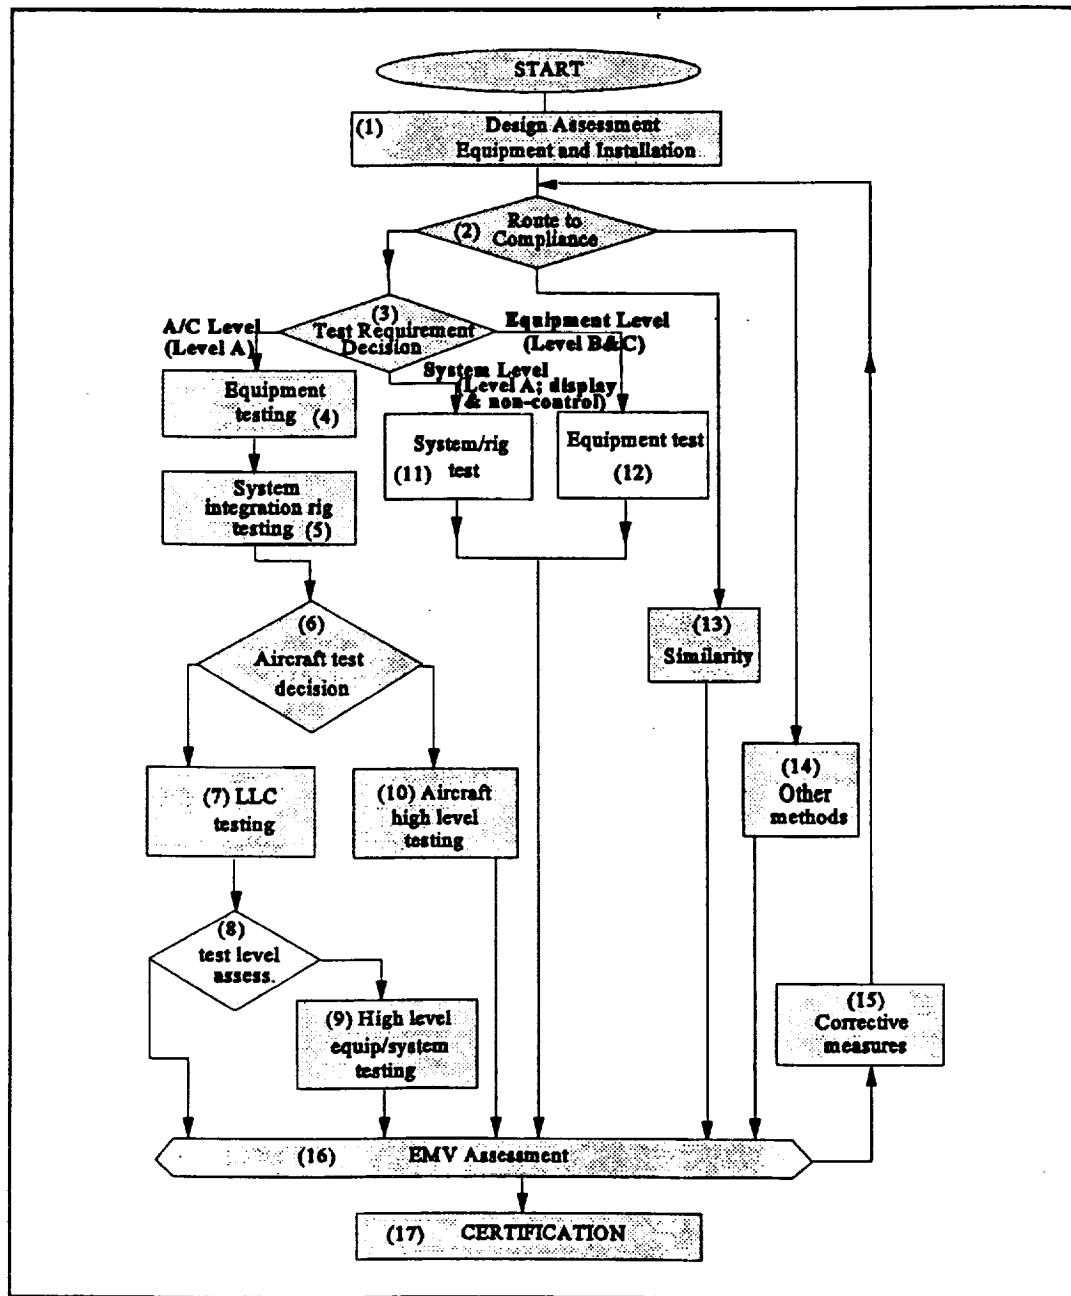 START
(1) Design Assessment
Equipment and Installation
(2) Route to
Compliance
(3)
Test Requirement
Decision
A/C Level
(Level A)
Equipment Level
(Level B&C)
System Level
(Level A; display
& non-control)
Equipment
testing (4)
System/rig
(11) test
Equipment test
(12)
System
integration rig
testing (5)
(6)
Aircraft test
decision
(13)
Similarity
(7) LLC
testing
(10) Aircraft
high level
testing
(14)
Other
methods
(8)
test level
assess.
(9) High level
equip/system
testing
(15)
Corrective
measures
(16) EMV Assessment
(17) CERTIFICATION